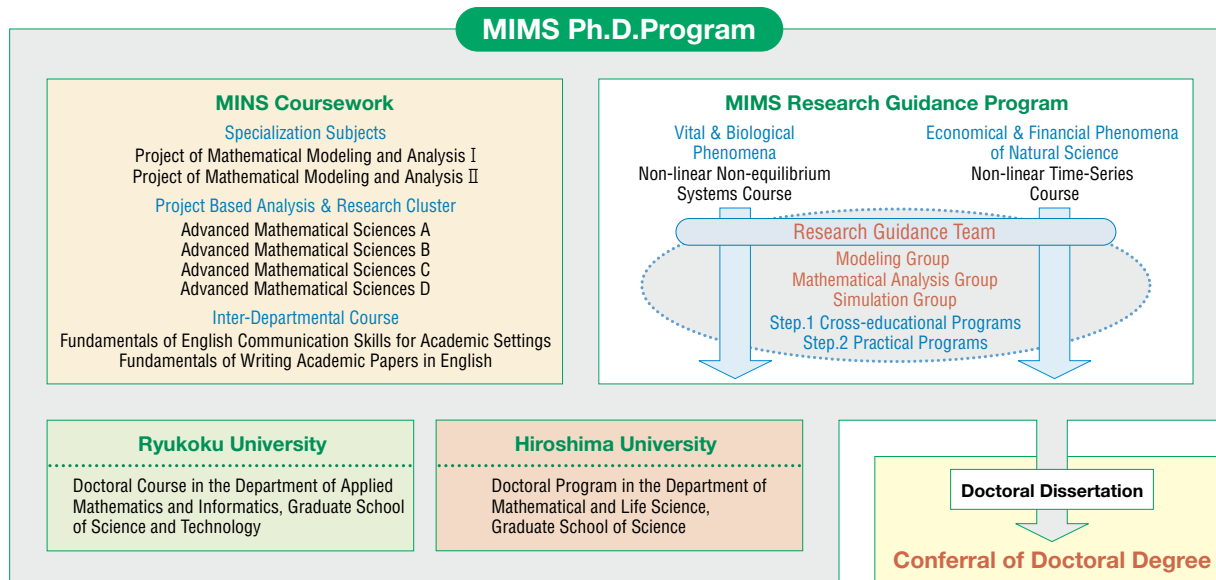 MIMS Ph.D.Program
MINS Coursework
Specialization Subjects
Project of Mathematical Modeling and Analysis Ⅰ
Project of Mathematical Modeling and Analysis Ⅱ
Project Based Analysis & Research Cluster
Advanced Mathematical Sciences A
Advanced Mathematical Sciences B
Advanced Mathematical Sciences C
Advanced Mathematical Sciences D
Inter-Departmental Course
Fundamentals of English Communication Skills for Academic Settings
Fundamentals of Writing Academic Papers in English
MIMS Research Guidance Program
Vital & Biological
Phenomena
Non-linear Non-equilibrium
Systems Course
Economical & Financial Phenomena
of Natural Science
Non-linear Time-Series
Course
Research Guidance Team
Modeling Group
Mathematical Analysis Group
Simulation Group
Step.1 Cross-educational Programs
Step.2 Practical Programs
Ryukoku University
Doctoral Course in the Department of Applied
Mathematics and Informatics, Graduate School
of Science and Technology
Hiroshima University
Doctoral Program in the Department of
Mathematical and Life Science,
Graduate School of Science
Doctoral Dissertation
Conferral of Doctoral Degree